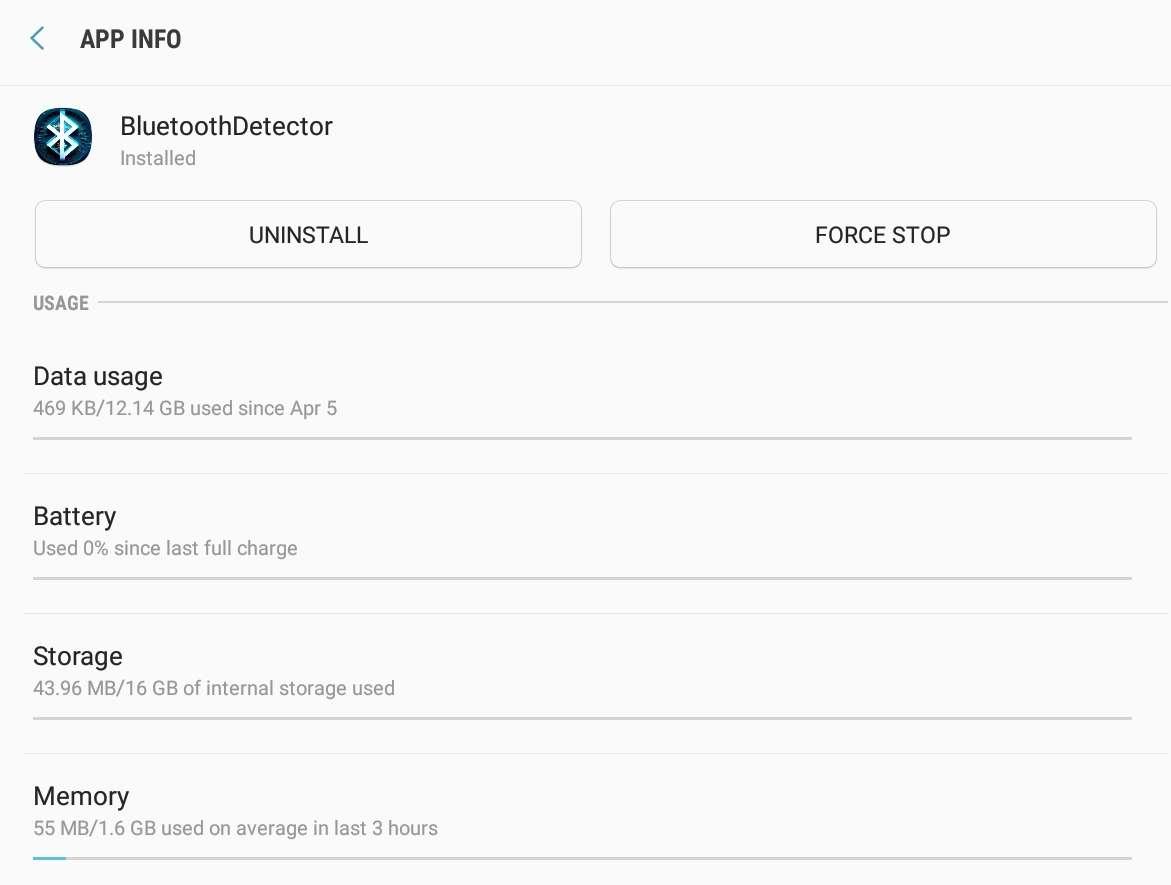 APP INFO
BluetoothDetector
Installed
UNINSTALL
FORCE STOP
USAGE
Data usage
469 KB/12.14 GB used since Apr 5
Battery
Used 0% since last full charge
Storage
43.96 MB/16 GB of internal storage used
Memory
55 MB/1.6 GB used on average in last 3 hours